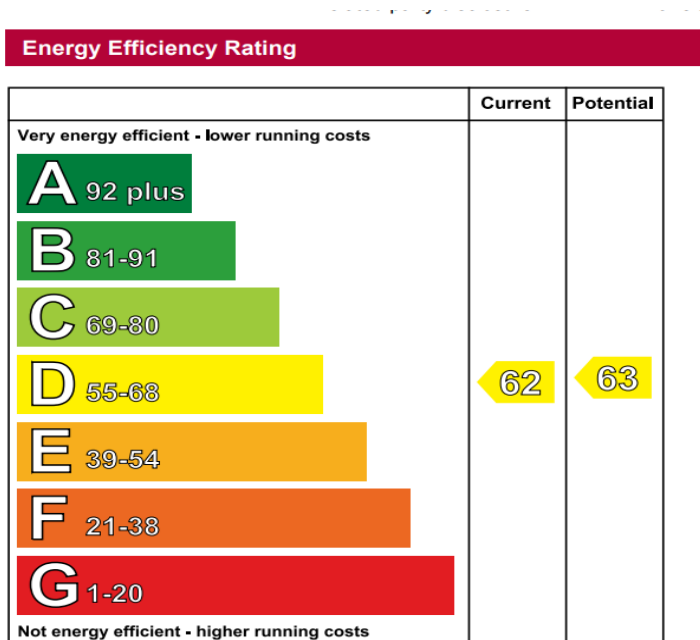 Energy Efficiency Rating
Current Potential
Very energy efficient - lower running costs
A 92 plus
B 81-91
C 69-80
D 55-68
62
63
E 39-54
F 21-38
G 1-20
Not energy efficient - higher running costs